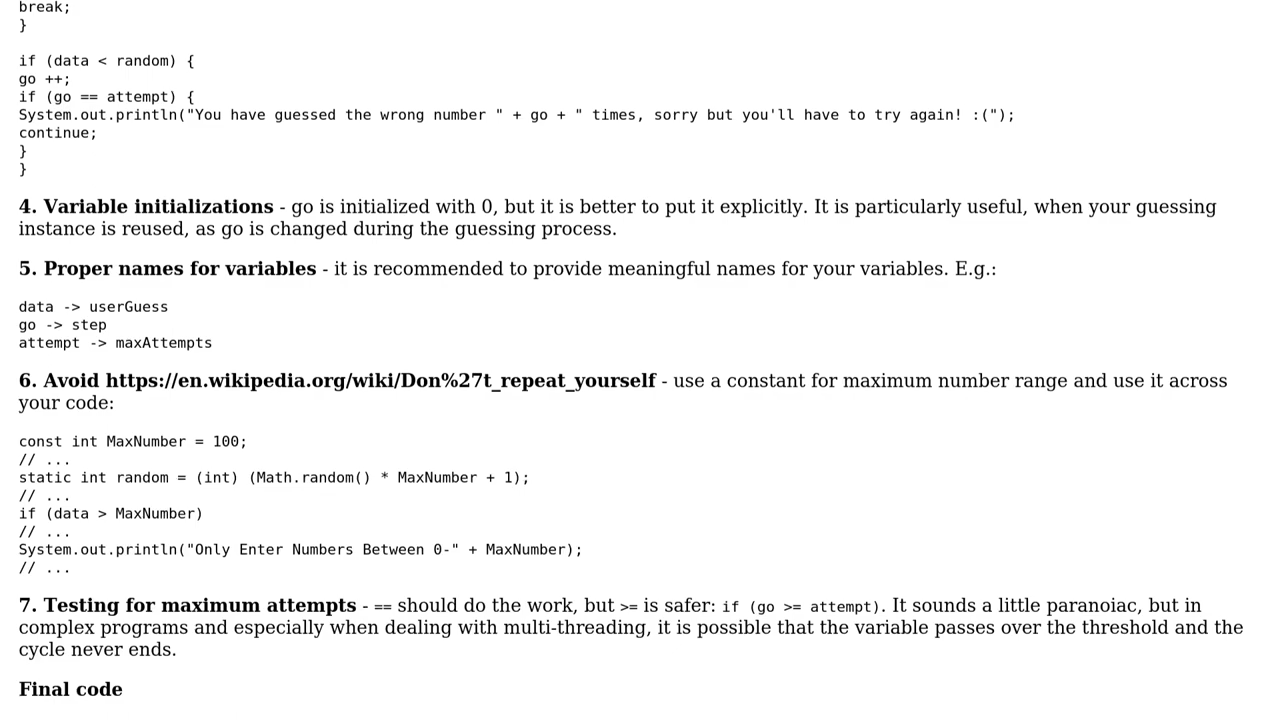 break;
}
if (data < random) {
go ++;
if (go == attempt) {
System.out.println("You have guessed the wrong number " + go + " times, sorry but you'll have to try again! :(");
continue;
}
}
4. Variable initializations - go is initialized with 0, but it is better to put it explicitly. It is particularly useful, when your guessing
instance is reused, as go is changed during the guessing process.
5. Proper names for variables - it is recommended to provide meaningful names for your variables. E.g.:
data -> userGuess
go -> step
attempt -> maxAttempts
6. Avoid https://en.wikipedia.org/wiki/Don%27t_repeat_yourself - use a constant for maximum number range and use it across
your code:
const int MaxNumber = 100;
// ...
static int random = (int) (Math.random() * MaxNumber + 1);
// ...
if (data > MaxNumber)
// ...
System.out.println("Only Enter Numbers Between 0-" + MaxNumber);
// ...
7. Testing for maximum attempts - == should do the work, but >= is safer: if (go >= attempt). It sounds a little paranoiac, but in
complex programs and especially when dealing with multi-threading, it is possible that the variable passes over the threshold and the
cycle never ends.
Final code